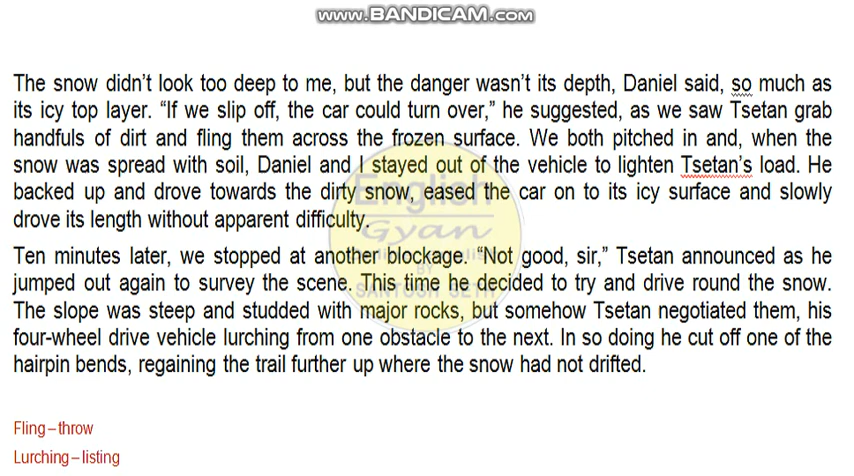 www.BANDICAM.com
The snow didn’t look too deep to me, but the danger wasn’t its depth, Daniel said, so much as
its icy top layer. “If we slip off, the car could turn over,” he suggested, as we saw Tsetan grab
handfuls of dirt and fling them across the frozen surface. We both pitched in and, when the
snow was spread with soil, Daniel and I stayed out of the vehicle to lighten Tsetan’s load. He
backed up and drove towards the dirty snow, eased the car on to its icy surface and slowly
drove its length without apparent difficulty.
Ten minutes later, we stopped at another blockage. “Not good, sir,” Tsetan announced as he
jumped out again to survey the scene. This time he decided to try and drive round the snow.
The slope was steep and studded with major rocks, but somehow Tsetan negotiated them, his
four-wheel drive vehicle lurching from one obstacle to the next. In so doing he cut off one of the
hairpin bends, regaining the trail further up where the snow had not drifted.
English
Gyan
BY
SANTOSH SETH
Fling – throw
Lurching – listing